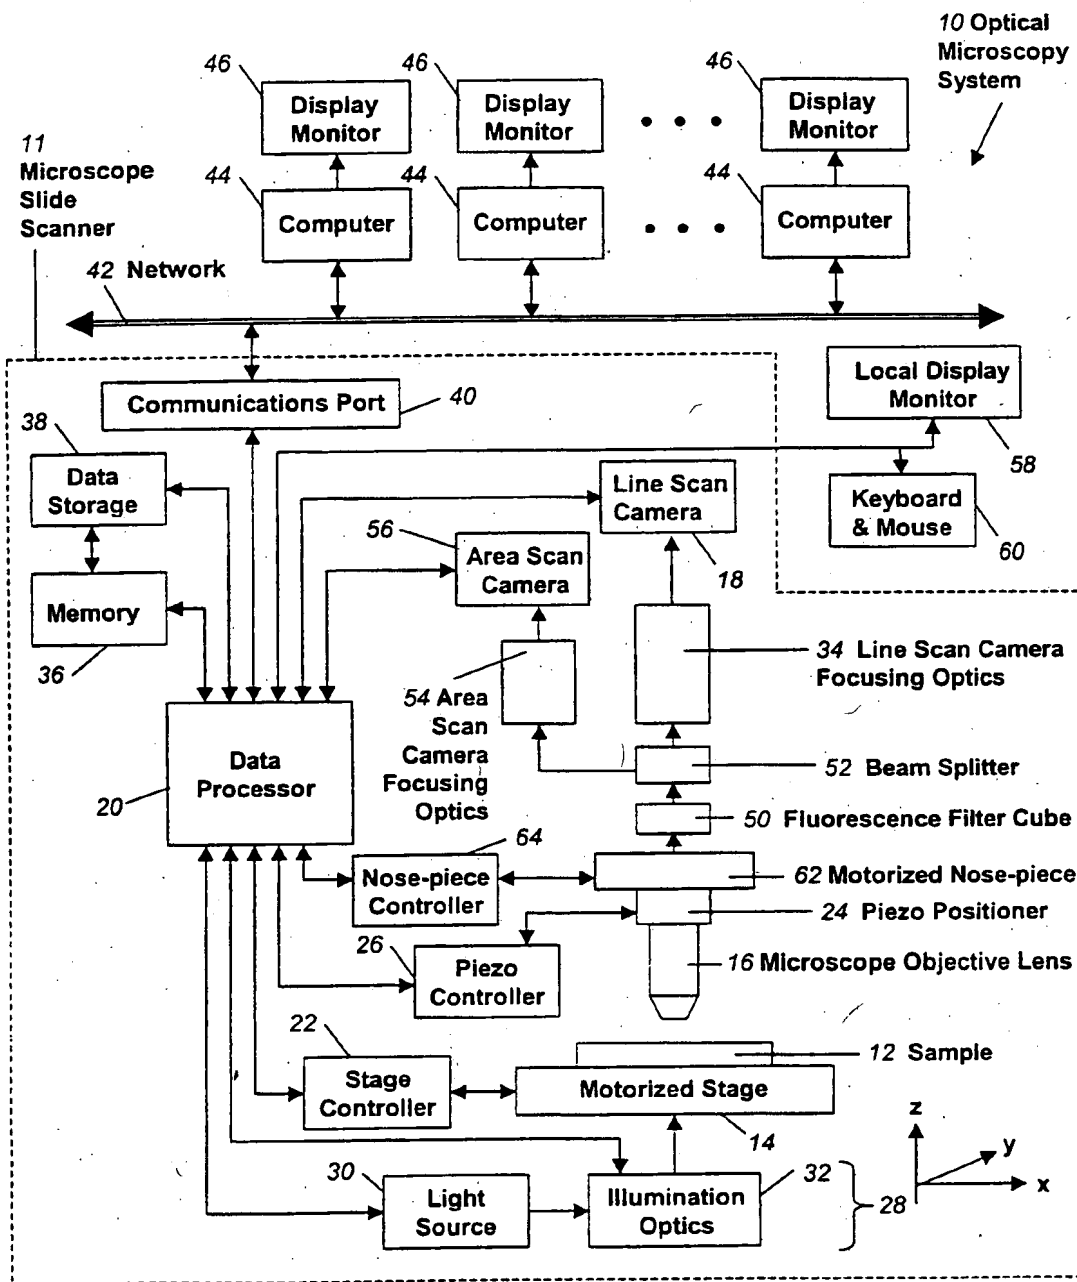 10 Optical
Microscopy
System
46
46
46
Display
Monitor
Display
Monitor
Display
Monitor
11
Microscope
Slide
Scanner
44
44
44
Computer
Computer
Computer
42 Network
Communications Port
40
Local Display
Monitor
58
38
Data
Storage
Line Scan
Camera
18
Keyboard
& Mouse
60
56
Area Scan
Camera
Memory
36
34 Line Scan Camera
Focusing Optics
54 Area
Scan
Camera
Focusing
Optics
Data
Processor
20
52 Beam Splitter
50 Fluorescence Filter Cube
64
Nose-piece
Controller
62 Motorized Nose-piece
24 Piezo Positioner
26
Piezo
Controller
16 Microscope Objective Lens
22
Stage
Controller
12 Sample
Motorized Stage
14
z
y
x
30
Light
Source
Illumination
Optics
32
28